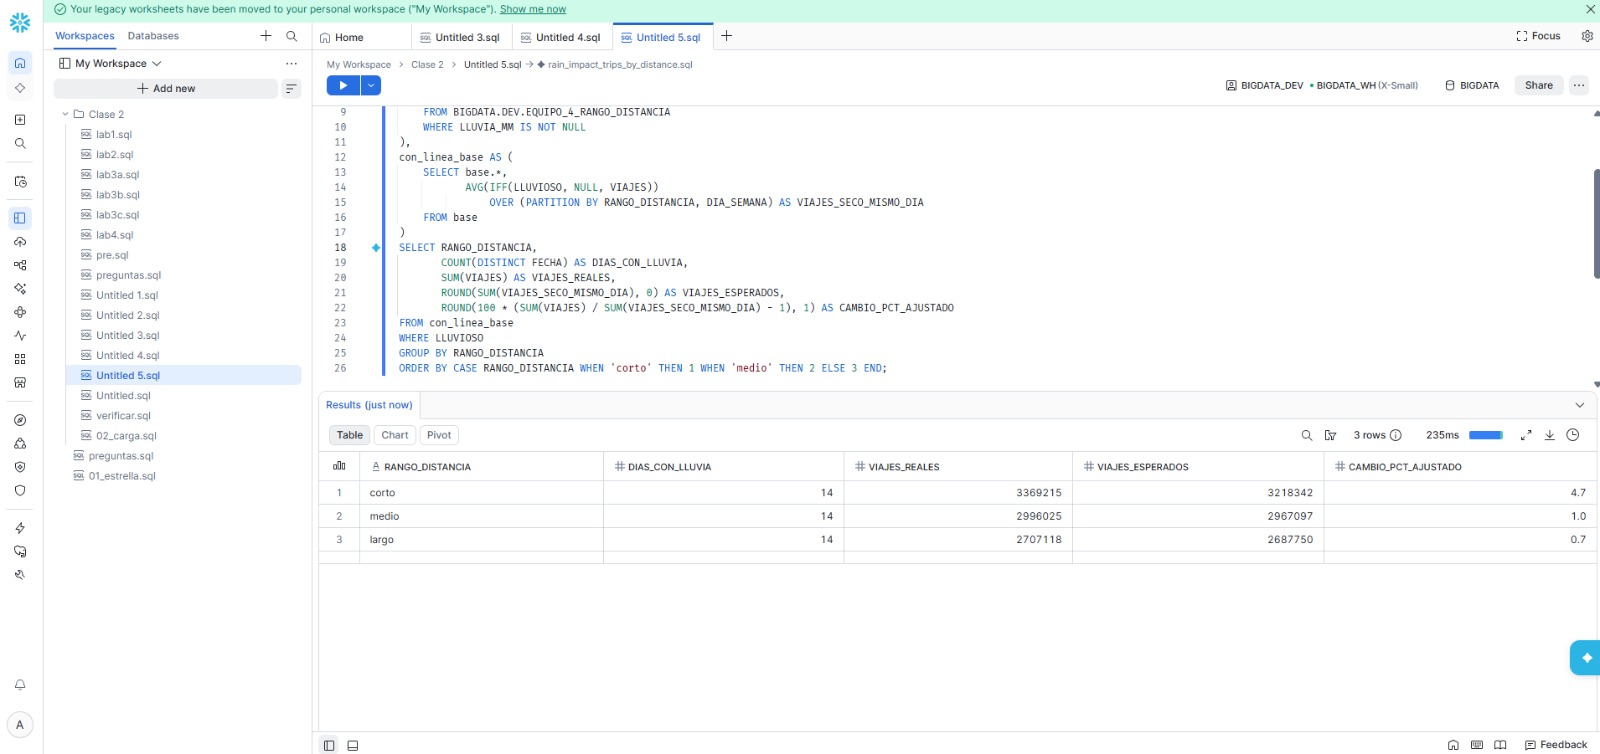 Your legacy worksheets have been moved to your personal workspace ("My Workspace"). Show me now
Workspaces Databases
My Workspace
Add new
Clase 2
lab1.sql
lab2.sql
lab3a.sql
lab3b.sql
lab3c.sql
lab4.sql
pre.sql
preguntas.sql
Untitled 1.sql
Untitled 2.sql
Untitled 3.sql
Untitled 4.sql
Untitled 5.sql
Untitled.sql
verificar.sql
02_carga.sql
preguntas.sql
01_estrella.sql
A
Home Untitled 3.sql Untitled 4.sql Untitled 5.sql
Focus
My Workspace > Clase 2 > Untitled 5.sql → rain_impact_trips_by_distance.sql
BIGDATA_DEV • BIGDATA_WH (X-Small) BIGDATA Share
9 FROM BIGDATA.DEV.EQUIPO_4_RANGO_DISTANCIA
10 WHERE LLUVIA_MM IS NOT NULL
11 ),
12 con_linea_base AS (
13 SELECT base.*,
14 AVG(IFF(LLUVIOSO, NULL, VIAJES))
15 OVER (PARTITION BY RANGO_DISTANCIA, DIA_SEMANA) AS VIAJES_SECO_MISMO_DIA
16 FROM base
17 )
18 SELECT RANGO_DISTANCIA,
19 COUNT(DISTINCT FECHA) AS DIAS_CON_LLUVIA,
20 SUM(VIAJES) AS VIAJES_REALES,
21 ROUND(SUM(VIAJES_SECO_MISMO_DIA), 0) AS VIAJES_ESPERADOS,
22 ROUND(100 * (SUM(VIAJES) / SUM(VIAJES_SECO_MISMO_DIA) - 1), 1) AS CAMBIO_PCT_AJUSTADO
23 FROM con_linea_base
24 WHERE LLUVIOSO
25 GROUP BY RANGO_DISTANCIA
26 ORDER BY CASE RANGO_DISTANCIA WHEN 'corto' THEN 1 WHEN 'medio' THEN 2 ELSE 3 END;
Results (just now)
Table Chart Pivot
3 rows 235ms
RANGO_DISTANCIA DIAS_CON_LLUVIA VIAJES_REALES VIAJES_ESPERADOS CAMBIO_PCT_AJUSTADO
1 corto 14 3369215 3218342 4.7
2 medio 14 2996025 2967097 1.0
3 largo 14 2707118 2687750 0.7
Feedback